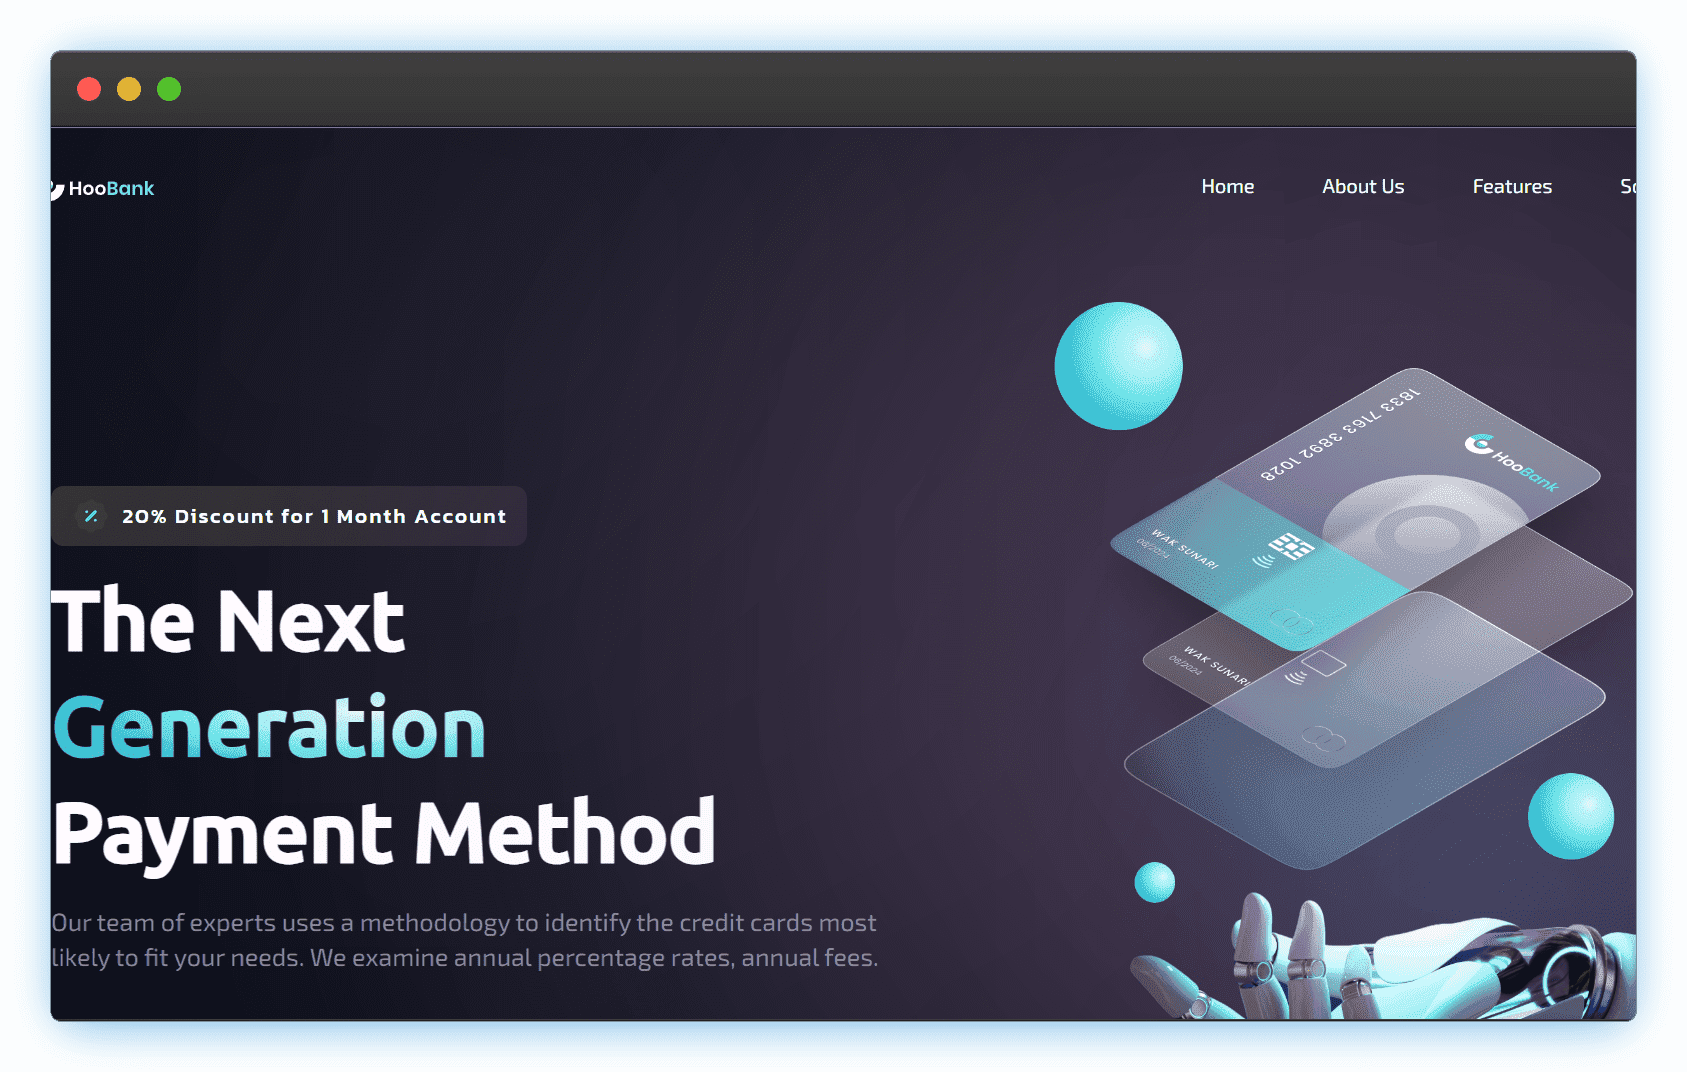 HooBank
Home About Us Features So
20% Discount for 1 Month Account
The Next
Generation
Payment Method
Our team of experts uses a methodology to identify the credit cards most
likely to fit your needs. We examine annual percentage rates, annual fees.
1833 7163 3892 1028
HooBank
WAK SUNARI
08/2024
WAK SUNARI
08/2024